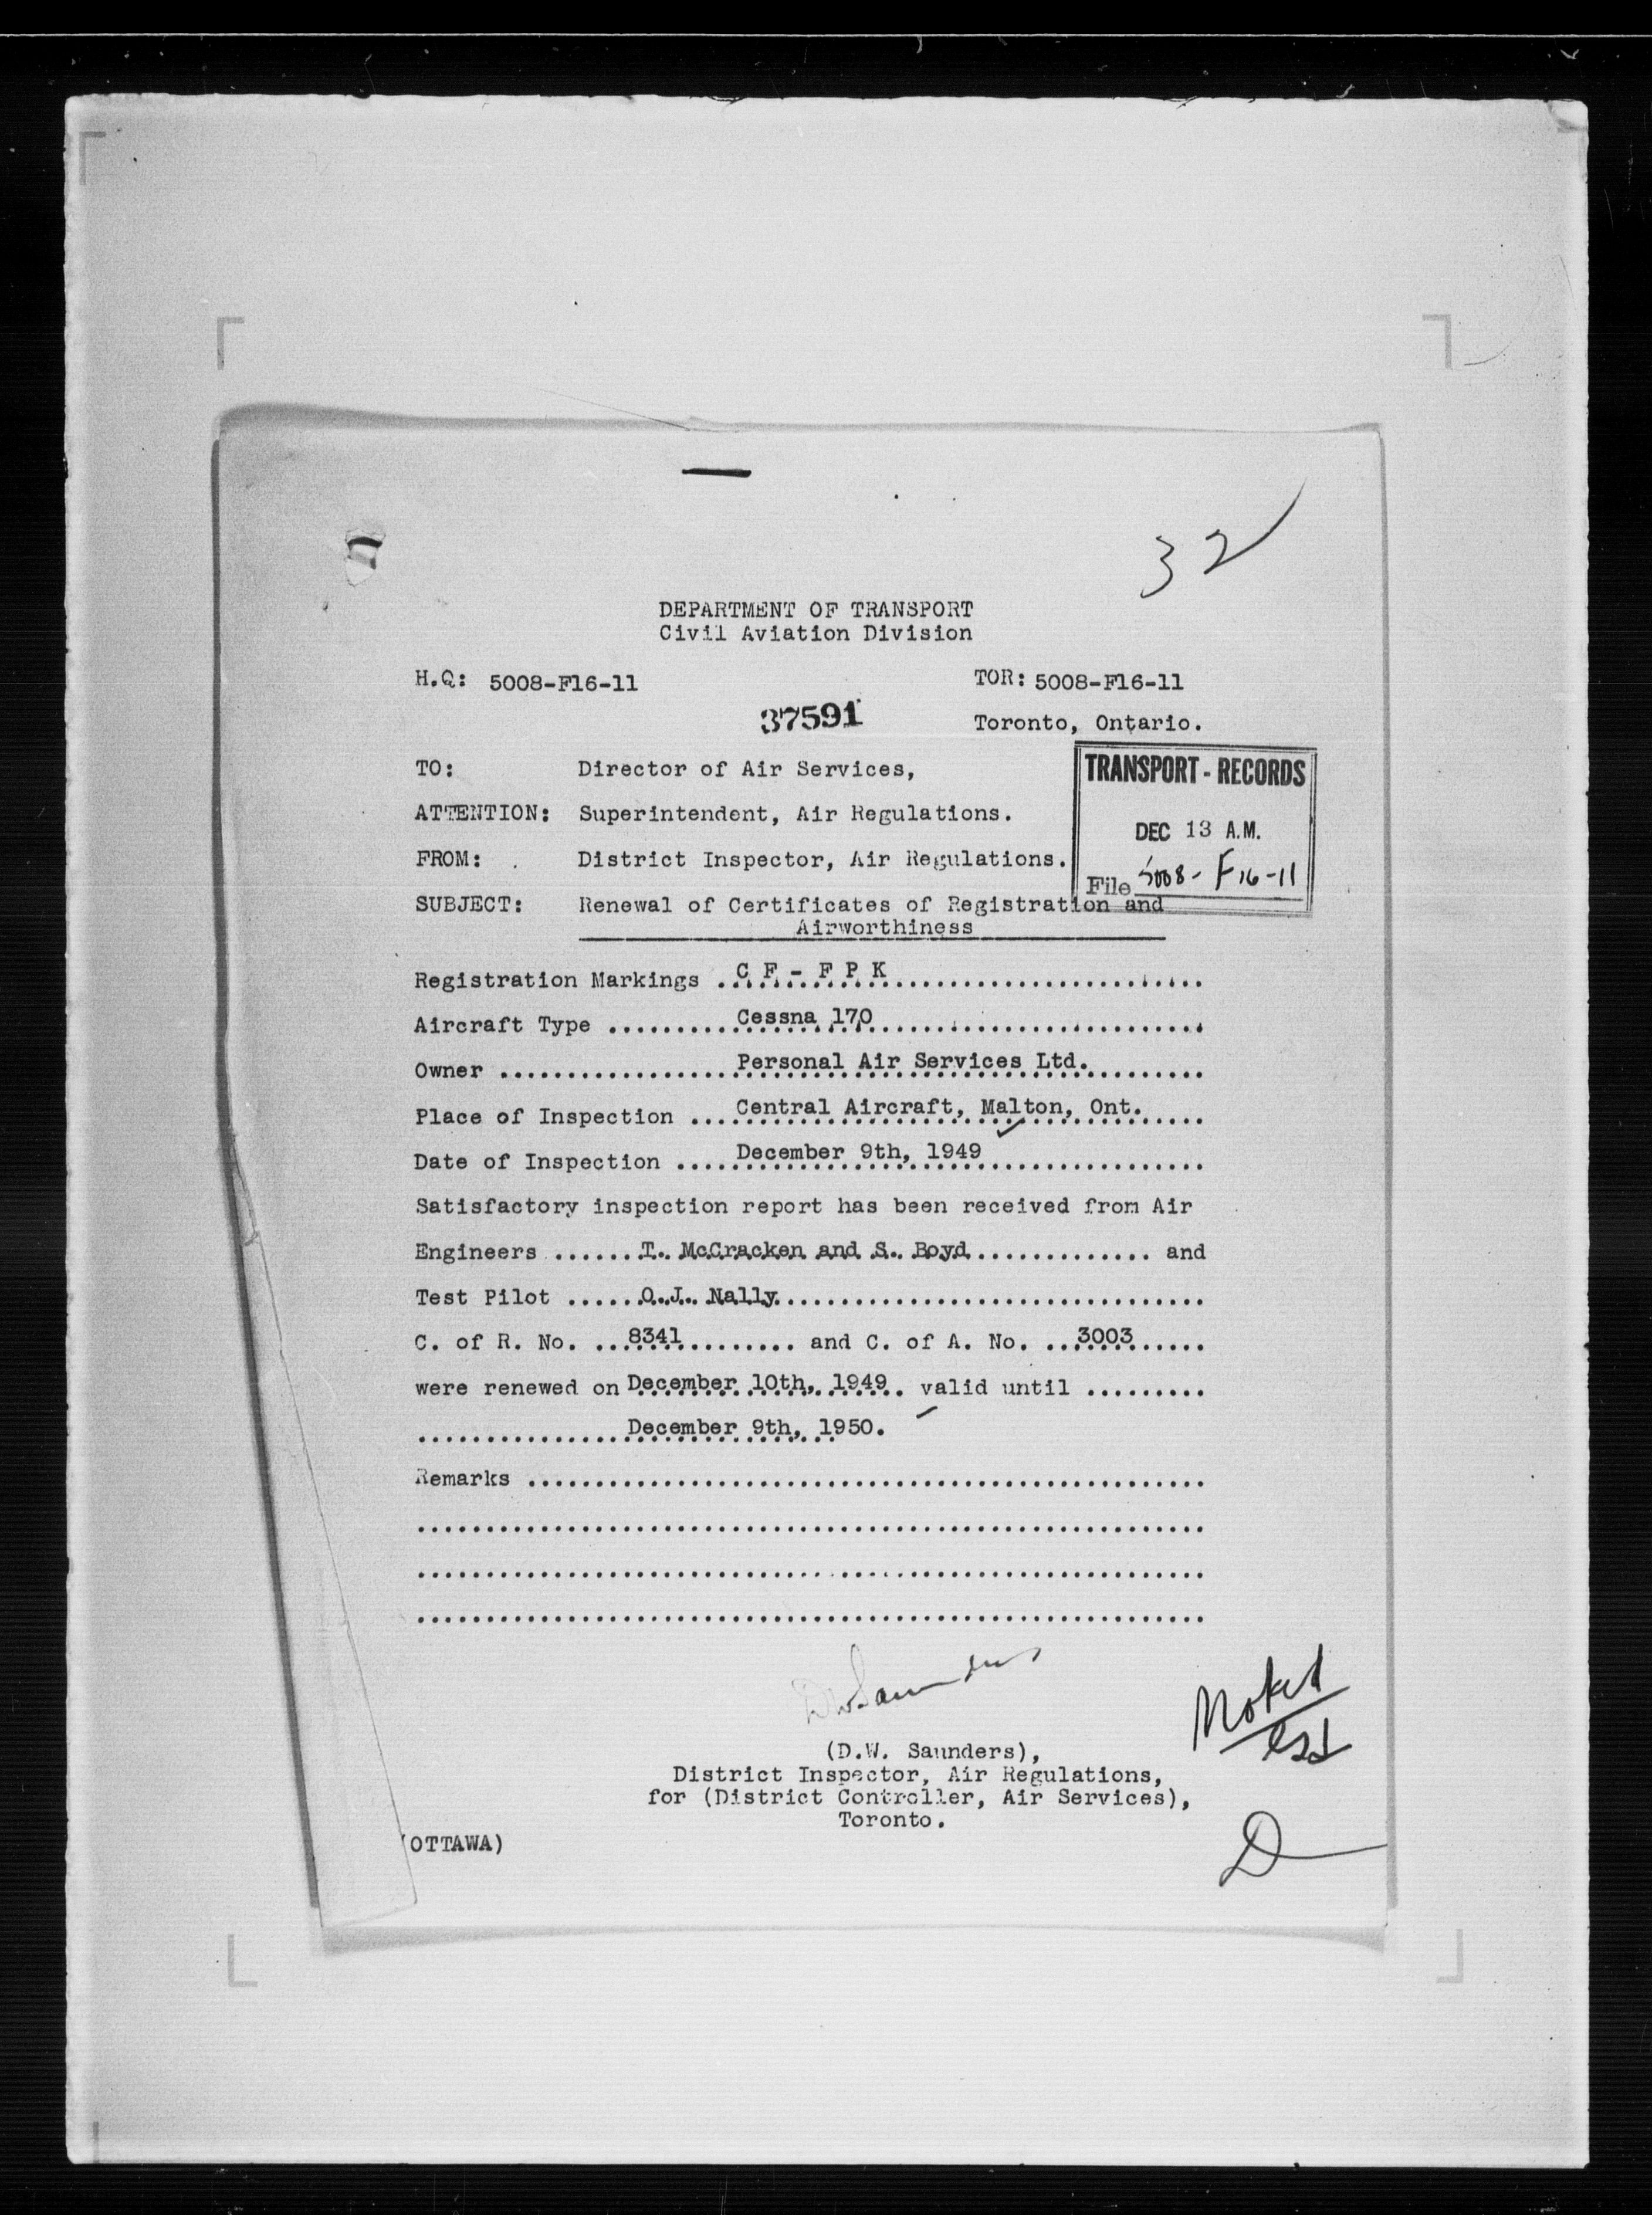 32
DEPARTMENT OF TRANSPORT
Civil Aviation Division
H.Q: 5008-F16-11
TOR: 5008-F16-11
37591
Toronto, Ontario.
TRANSPORT - RECORDS
DEC 13 A.M.
File 5008-F16-11
TO: Director of Air Services,
ATTENTION: Superintendent, Air Regulations.
FROM: District Inspector, Air Regulations.
SUBJECT: Renewal of Certificates of Registration and
Airworthiness
Registration Markings C F - F P K
Aircraft Type Cessna 170
Owner Personal Air Services Ltd.
Place of Inspection Central Aircraft, Malton, Ont.
Date of Inspection December 9th, 1949
Satisfactory inspection report has been received from Air
Engineers T. McCracken and S. Boyd and
Test Pilot O.J. Nally
C. of R. No. 8341 and C. of A. No. 3003
were renewed on December 10th, 1949 valid until
December 9th, 1950.
Remarks
DWSaunders
Noted
(D.W. Saunders),
District Inspector, Air Regulations,
for (District Controller, Air Services),
Toronto.
D
(OTTAWA)